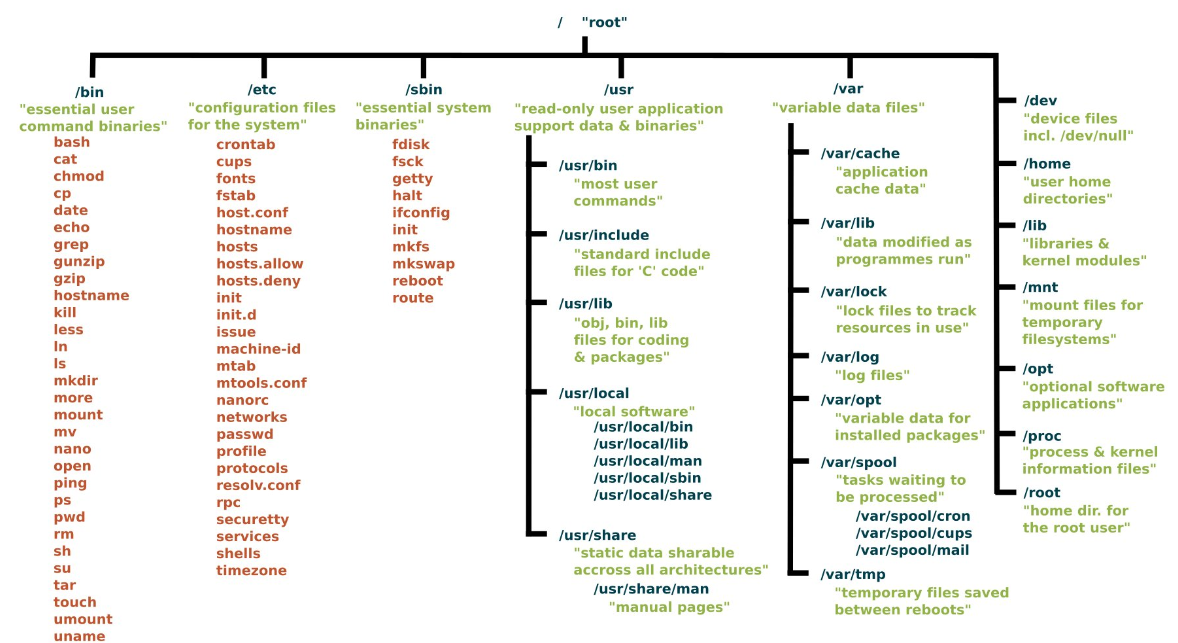 / "root"
/bin
"essential user
command binaries"
bash
cat
chmod
cp
date
echo
grep
gunzip
gzip
hostname
kill
less
ln
ls
mkdir
more
mount
mv
nano
open
ping
ps
pwd
rm
sh
su
tar
touch
umount
uname
/etc
"configuration files
for the system"
crontab
cups
fonts
fstab
host.conf
hostname
hosts
hosts.allow
hosts.deny
init
init.d
issue
machine-id
mtab
mtools.conf
nanorc
networks
passwd
profile
protocols
resolv.conf
rpc
securetty
services
shells
timezone
/sbin
"essential system
binaries"
fdisk
fsck
getty
halt
ifconfig
init
mkfs
mkswap
reboot
route
/usr
"read-only user application
support data & binaries"
/usr/bin
"most user
commands"
/usr/include
"standard include
files for 'C' code"
/usr/lib
"obj, bin, lib
files for coding
& packages"
/usr/local
"local software"
/usr/local/bin
/usr/local/lib
/usr/local/man
/usr/local/sbin
/usr/local/share
/usr/share
"static data sharable
accross all architectures"
/usr/share/man
"manual pages"
/var
"variable data files"
/var/cache
"application
cache data"
/var/lib
"data modified as
programmes run"
/var/lock
"lock files to track
resources in use"
/var/log
"log files"
/var/opt
"variable data for
installed packages"
/var/spool
"tasks waiting to
be processed"
/var/spool/cron
/var/spool/cups
/var/spool/mail
/var/tmp
"temporary files saved
between reboots"
/dev
"device files
incl. /dev/null"
/home
"user home
directories"
/lib
"libraries &
kernel modules"
/mnt
"mount files for
temporary
filesystems"
/opt
"optional software
applications"
/proc
"process & kernel
information files"
/root
"home dir. for
the root user"